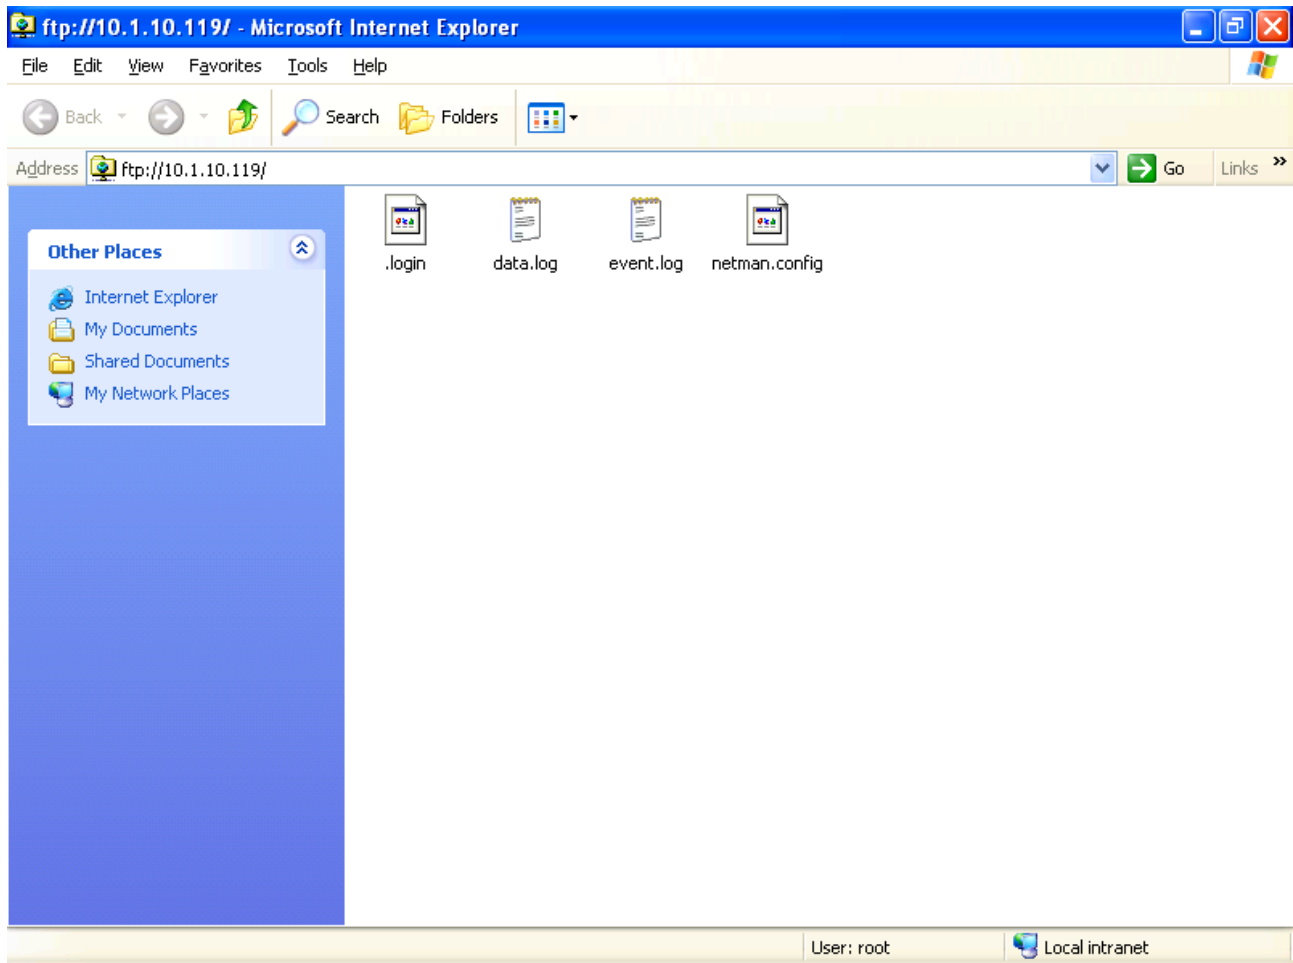 ftp://10.1.10.119/ - Microsoft Internet Explorer
File Edit View Favorites Tools Help
Back Search Folders
Address ftp://10.1.10.119/ Go Links »
Other Places
Internet Explorer
My Documents
Shared Documents
My Network Places
.login data.log event.log netman.config
User: root Local intranet